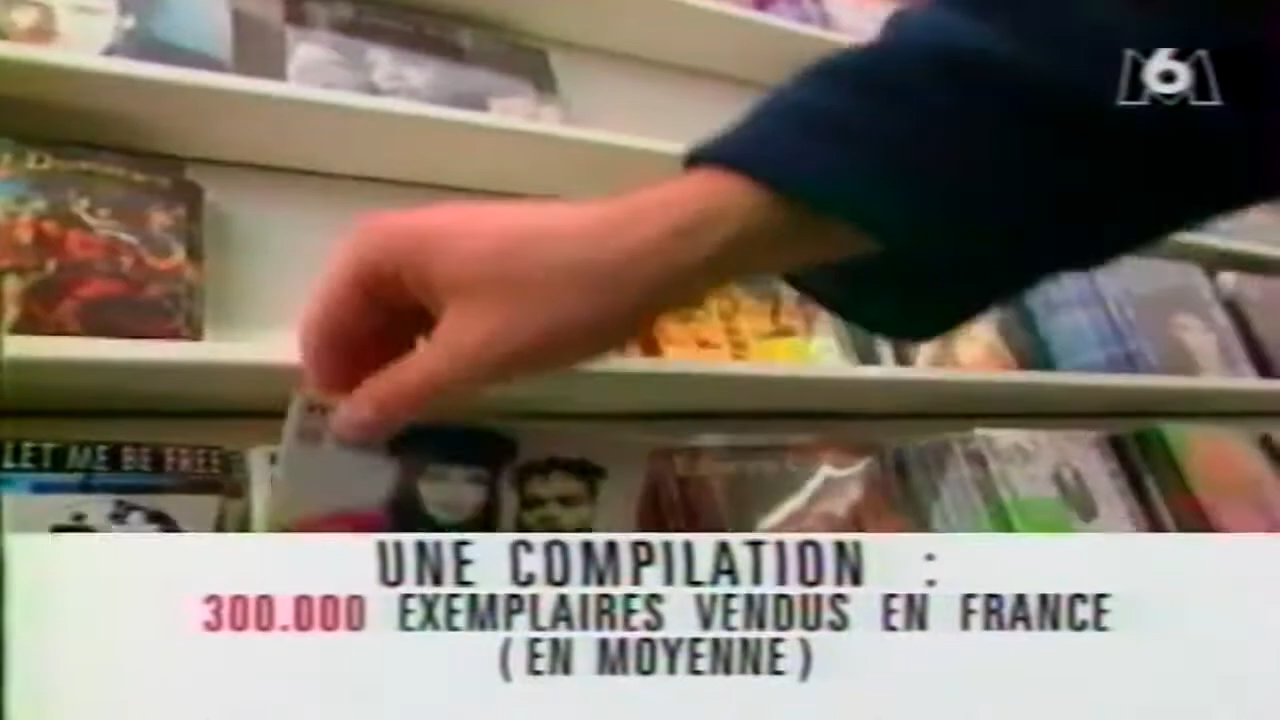 M6
LET ME BE FREE
UNE COMPILATION :
300.000 EXEMPLAIRES VENDUS EN FRANCE
(EN MOYENNE)